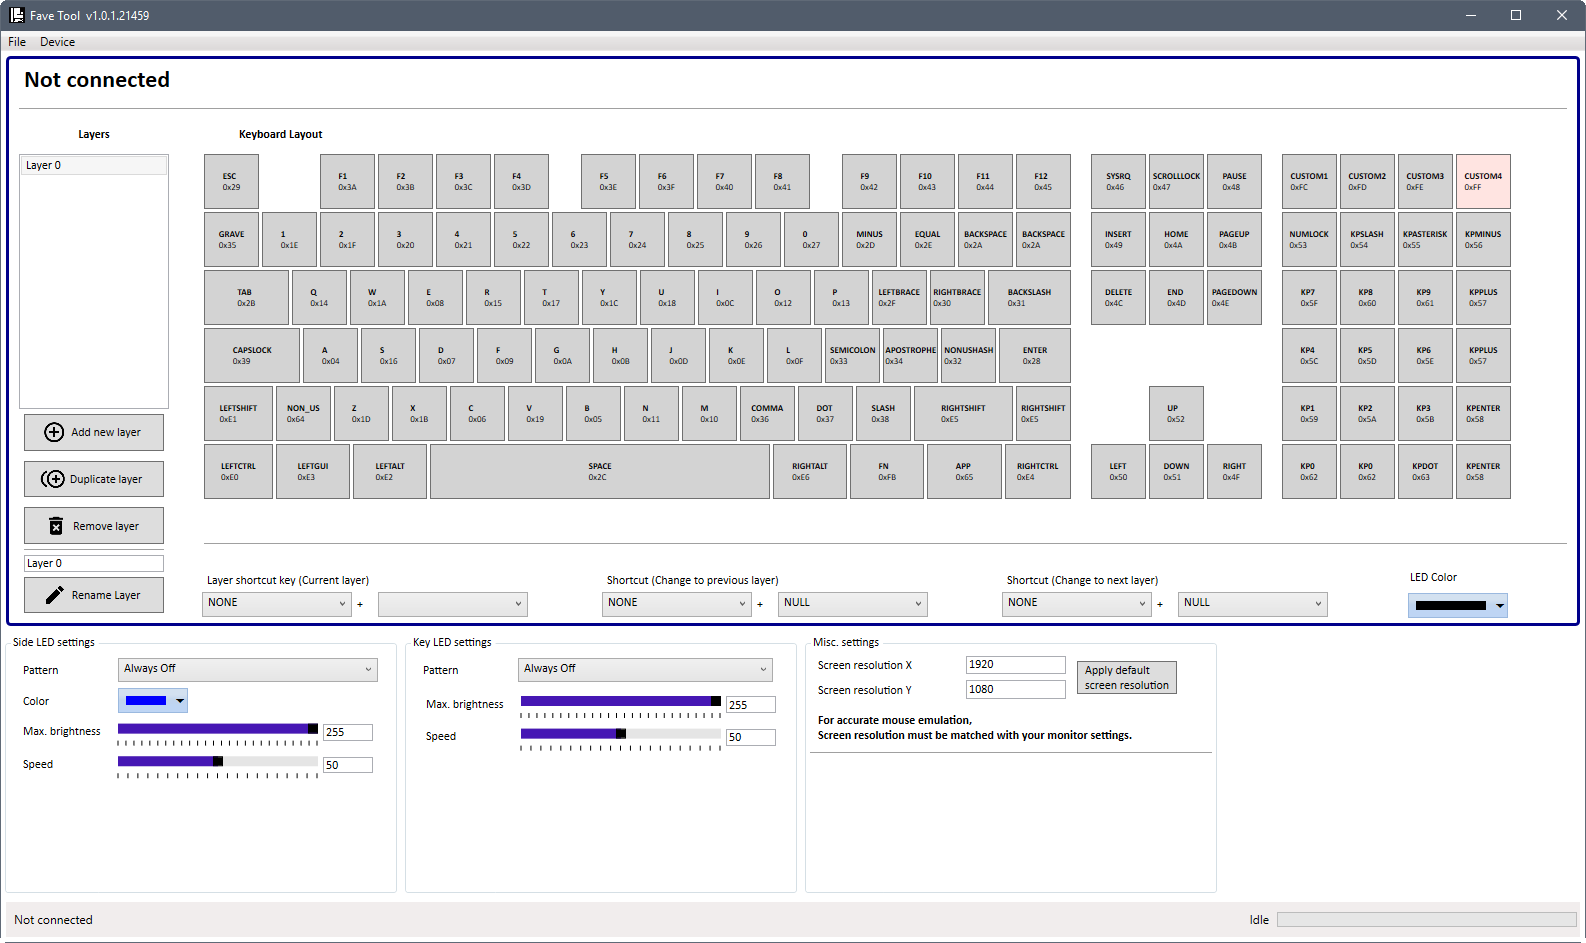 Fave Tool v1.0.1.21459
File Device
Not connected
Layers
Keyboard Layout
Layer 0
ESC
0x29
F1
0x3A
F2
0x3B
F3
0x3C
F4
0x3D
F5
0x3E
F6
0x3F
F7
0x40
F8
0x41
F9
0x42
F10
0x43
F11
0x44
F12
0x45
SYSRQ
0x46
SCROLLLOCK
0x47
PAUSE
0x48
CUSTOM1
0xFC
CUSTOM2
0xFD
CUSTOM3
0xFE
CUSTOM4
0xFF
GRAVE
0x35
1
0x1E
2
0x1F
3
0x20
4
0x21
5
0x22
6
0x23
7
0x24
8
0x25
9
0x26
0
0x27
MINUS
0x2D
EQUAL
0x2E
BACKSPACE
0x2A
BACKSPACE
0x2A
INSERT
0x49
HOME
0x4A
PAGEUP
0x4B
NUMLOCK
0x53
KPSLASH
0x54
KPASTERISK
0x55
KPMINUS
0x56
TAB
0x2B
Q
0x14
W
0x1A
E
0x08
R
0x15
T
0x17
Y
0x1C
U
0x18
I
0x0C
O
0x12
P
0x13
LEFTBRACE
0x2F
RIGHTBRACE
0x30
BACKSLASH
0x31
DELETE
0x4C
END
0x4D
PAGEDOWN
0x4E
KP7
0x5F
KP8
0x60
KP9
0x61
KPPLUS
0x57
CAPSLOCK
0x39
A
0x04
S
0x16
D
0x07
F
0x09
G
0x0A
H
0x0B
J
0x0D
K
0x0E
L
0x0F
SEMICOLON
0x33
APOSTROPHE
0x34
NONUSHASH
0x32
ENTER
0x28
KP4
0x5C
KP5
0x5D
KP6
0x5E
KPPLUS
0x57
LEFTSHIFT
0xE1
NON_US
0x64
Z
0x1D
X
0x1B
C
0x06
V
0x19
B
0x05
N
0x11
M
0x10
COMMA
0x36
DOT
0x37
SLASH
0x38
RIGHTSHIFT
0xE5
RIGHTSHIFT
0xE5
UP
0x52
KP1
0x59
KP2
0x5A
KP3
0x5B
KPENTER
0x58
LEFTCTRL
0xE0
LEFTGUI
0xE3
LEFTALT
0xE2
SPACE
0x2C
RIGHTALT
0xE6
FN
0xFB
APP
0x65
RIGHTCTRL
0xE4
LEFT
0x50
DOWN
0x51
RIGHT
0x4F
KP0
0x62
KP0
0x62
KPDOT
0x63
KPENTER
0x58
Add new layer
Duplicate layer
Remove layer
Layer 0
Rename Layer
Layer shortcut key (Current layer)
NONE +
Shortcut (Change to previous layer)
NONE + NULL
Shortcut (Change to next layer)
NONE + NULL
LED Color
Side LED settings
Pattern Always Off
Color
Max. brightness 255
Speed 50
Key LED settings
Pattern Always Off
Max. brightness 255
Speed 50
Misc. settings
Screen resolution X 1920
Screen resolution Y 1080
Apply default
screen resolution
For accurate mouse emulation,
Screen resolution must be matched with your monitor settings.
Not connected
Idle